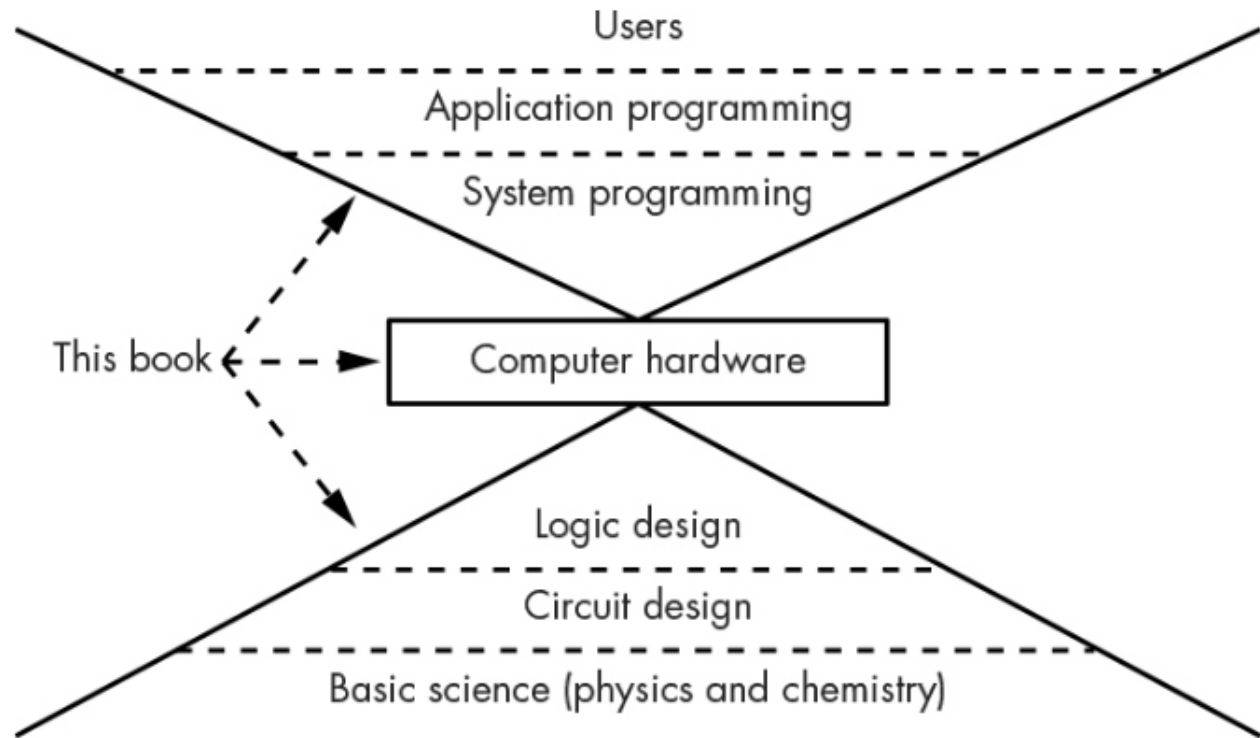 Users
Application programming
System programming
This book
Computer hardware
Logic design
Circuit design
Basic science (physics and chemistry)